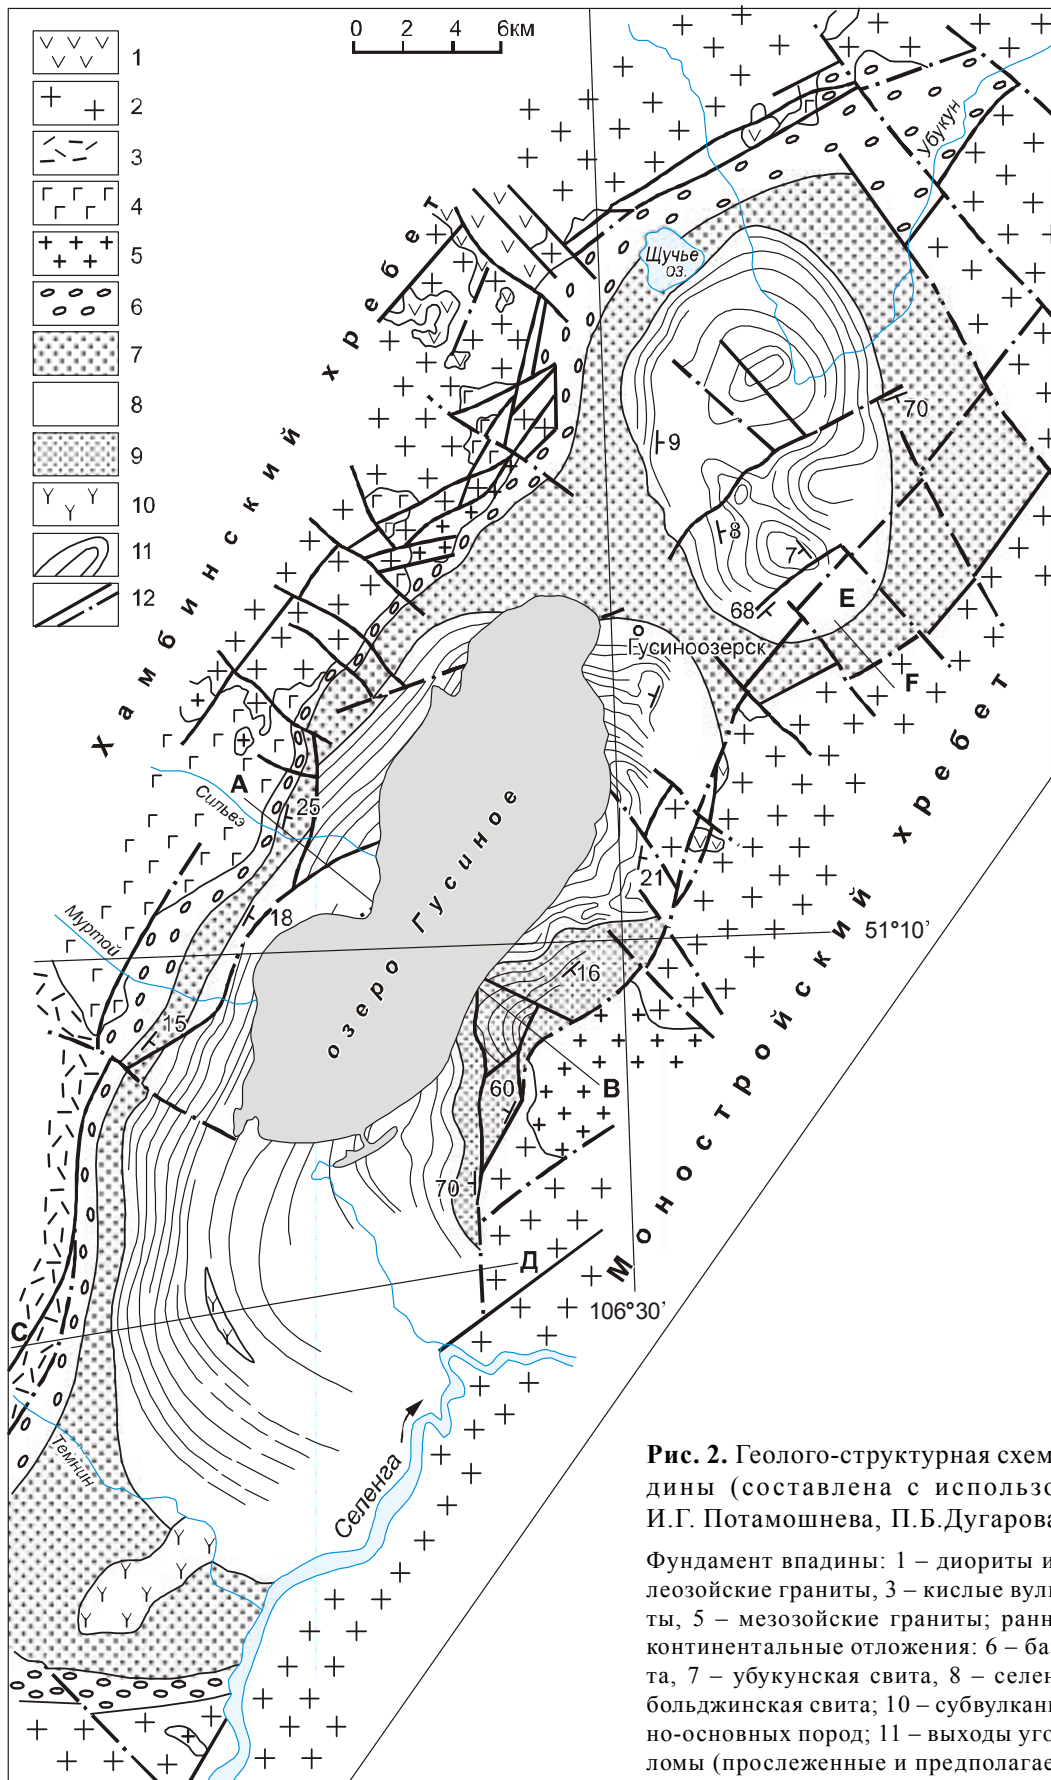 0 2 4 6км
1
2
3
4
5
6
7
8
9
10
11
12
Убукун
Щучье
оз.
Хамбинский хребет
70
9
8
7
68
E
Гусиноозерск
F
A
Сильвэ
25
озеро Гусиное
Моностройский хребет
21
18
51°10'
Муртой
16
15
B
60
70
Д
106°30'
C
Темнин
Селенга
Рис. 2. Геолого-структурная схем
дины (составлена с использо
И.Г. Потамошнева, П.Б.Дугарова
Фундамент впадины: 1 – диориты и
леозойские граниты, 3 – кислые вулк
ты, 5 – мезозойские граниты; ранн
континентальные отложения: 6 – баз
та, 7 – убукунская свита, 8 – селен
больджинская свита; 10 – субвулкани
но-основных пород; 11 – выходы уго
ломы (прослеженные и предполагае